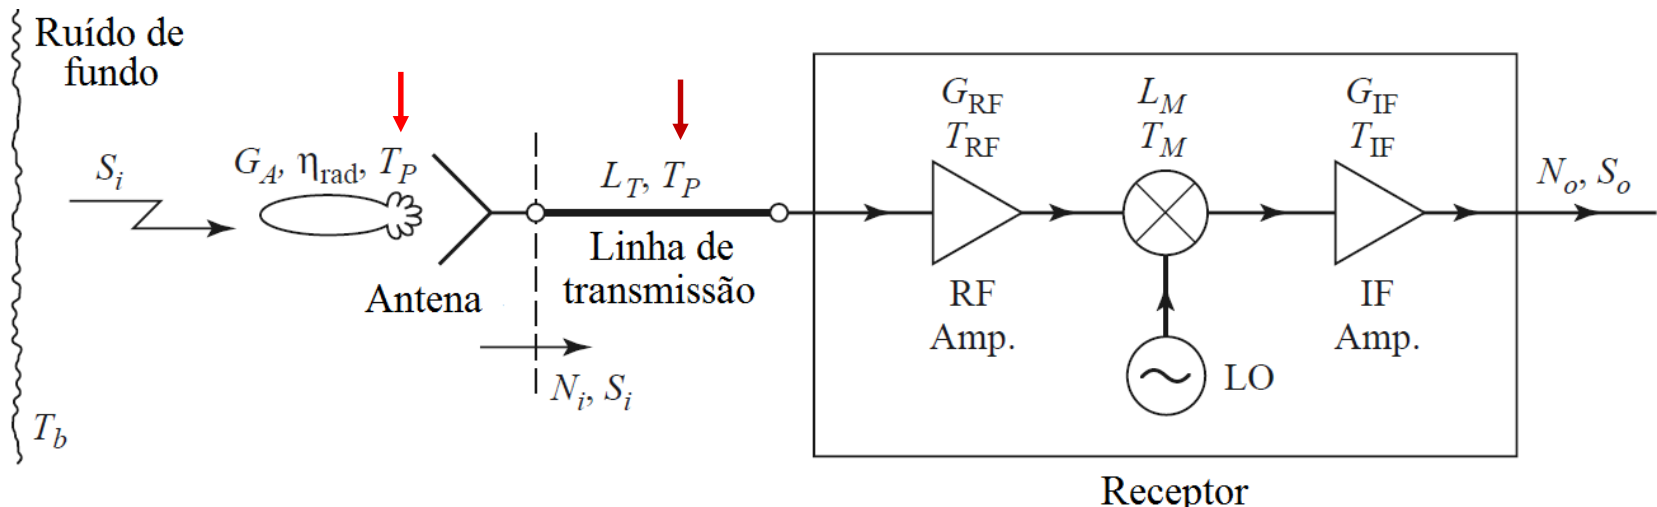 Ruído de
fundo
S_i
G_A, η_rad, T_P
Antena
L_T, T_P
Linha de
transmissão
N_i, S_i
T_b
G_RF
T_RF
RF
Amp.
L_M
T_M
LO
G_IF
T_IF
IF
Amp.
N_o, S_o
Receptor